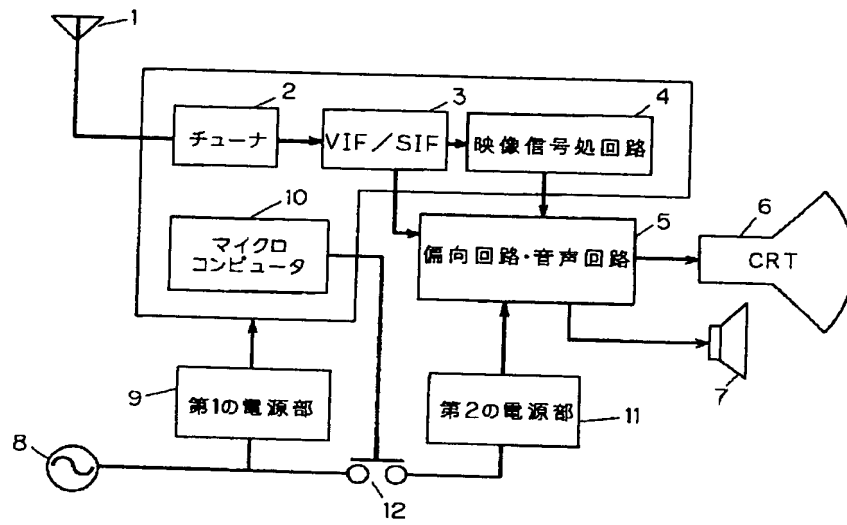 1
2
3
4
チューナ
VIF／SIF
映像信号処回路
10
マイクロ
コンピュータ
5
偏向回路・音声回路
6
CRT
7
9
第1の電源部
第2の電源部
11
8
12